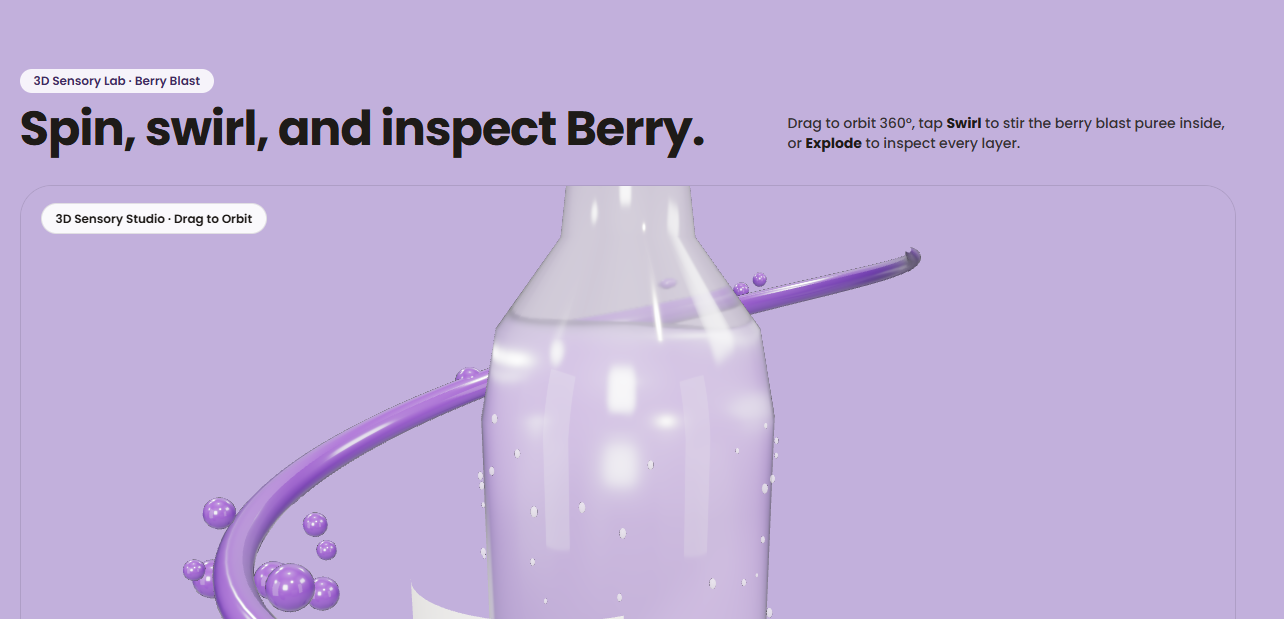 3D Sensory Lab · Berry Blast
Spin, swirl, and inspect Berry.
Drag to orbit 360°, tap Swirl to stir the berry blast puree inside,
or Explode to inspect every layer.
3D Sensory Studio · Drag to Orbit